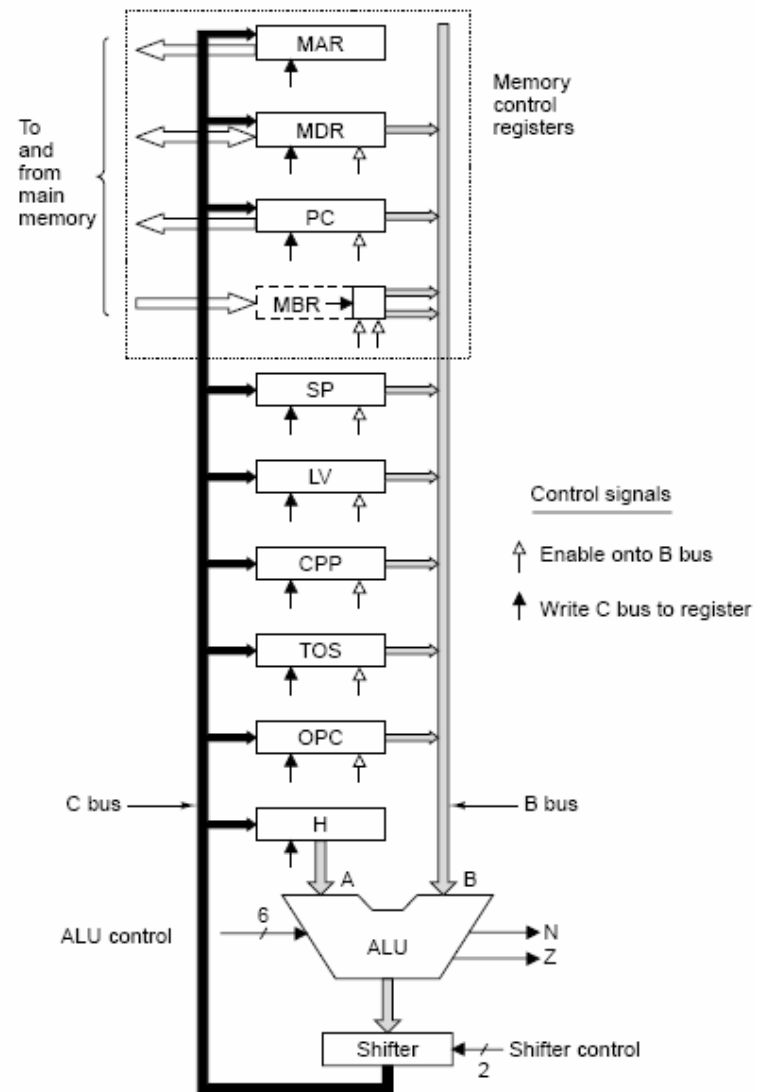 MAR
Memory
control
registers
To
and
from
main
memory
MDR
PC
MBR
SP
LV
Control signals
CPP
Enable onto B bus
Write C bus to register
TOS
OPC
C bus
B bus
H
A
B
6
ALU control
ALU
N
Z
Shifter
Shifter control
2